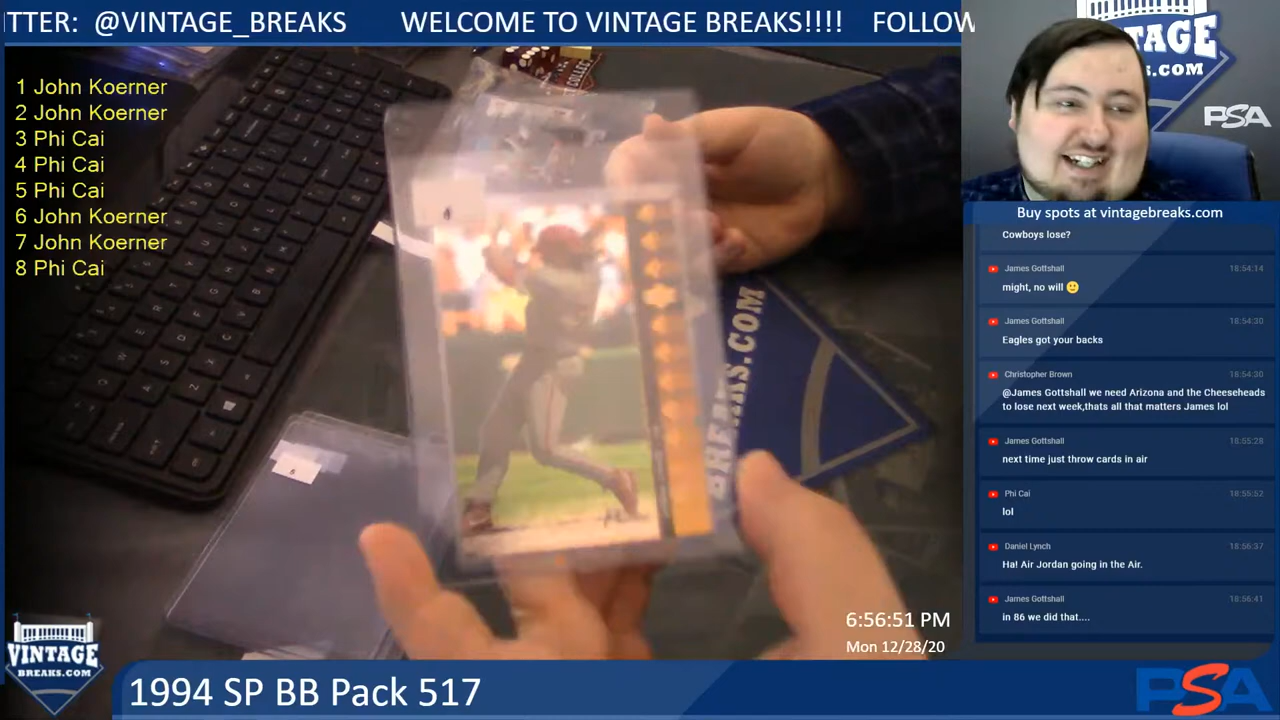 ITTER: @VINTAGE_BREAKS WELCOME TO VINTAGE BREAKS!!!! FOLLOW
1 John Koerner
2 John Koerner
3 Phi Cai
4 Phi Cai
5 Phi Cai
6 John Koerner
7 John Koerner
8 Phi Cai
TAGE
S.COM
PSA
Buy spots at vintagebreaks.com
Cowboys lose?
James Gottshall 18:54:14
might, no will 🙂
James Gottshall 18:54:30
Eagles got your backs
Christopher Brown 18:54:30
@James Gottshall we need Arizona and the Cheeseheads
to lose next week,thats all that matters James lol
James Gottshall 18:55:28
next time just throw cards in air
Phi Cai 18:55:52
lol
Daniel Lynch 18:56:37
Ha! Air Jordan going in the Air.
James Gottshall 18:56:41
in 86 we did that....
BREAKS.COM
6:56:51 PM
Mon 12/28/20
VINTAGE
BREAKS.COM
1994 SP BB Pack 517
PSA